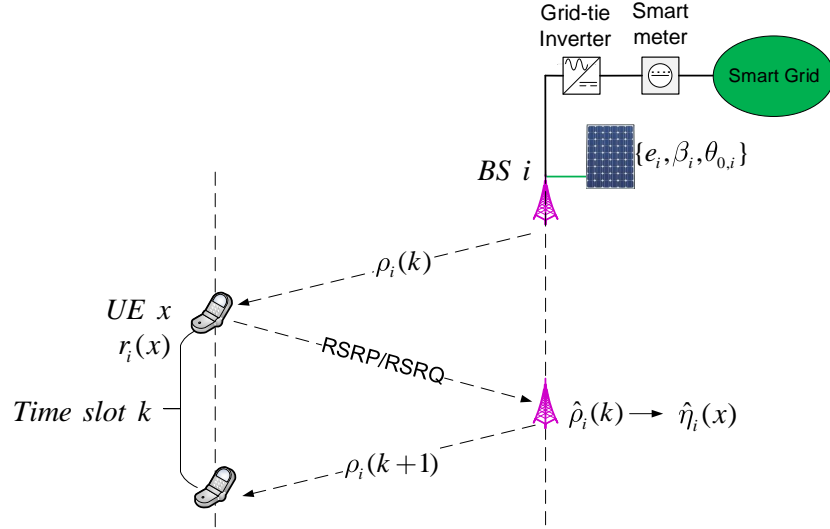 Grid-tie
Inverter
Smart
meter
Smart Grid
{e_i, β_i, θ_{0,i}}
BS i
ρ_i(k)
UE x
r_i(x)
RSRP/RSRQ
Time slot k
ρ̂_i(k) → η̂_i(x)
ρ_i(k+1)